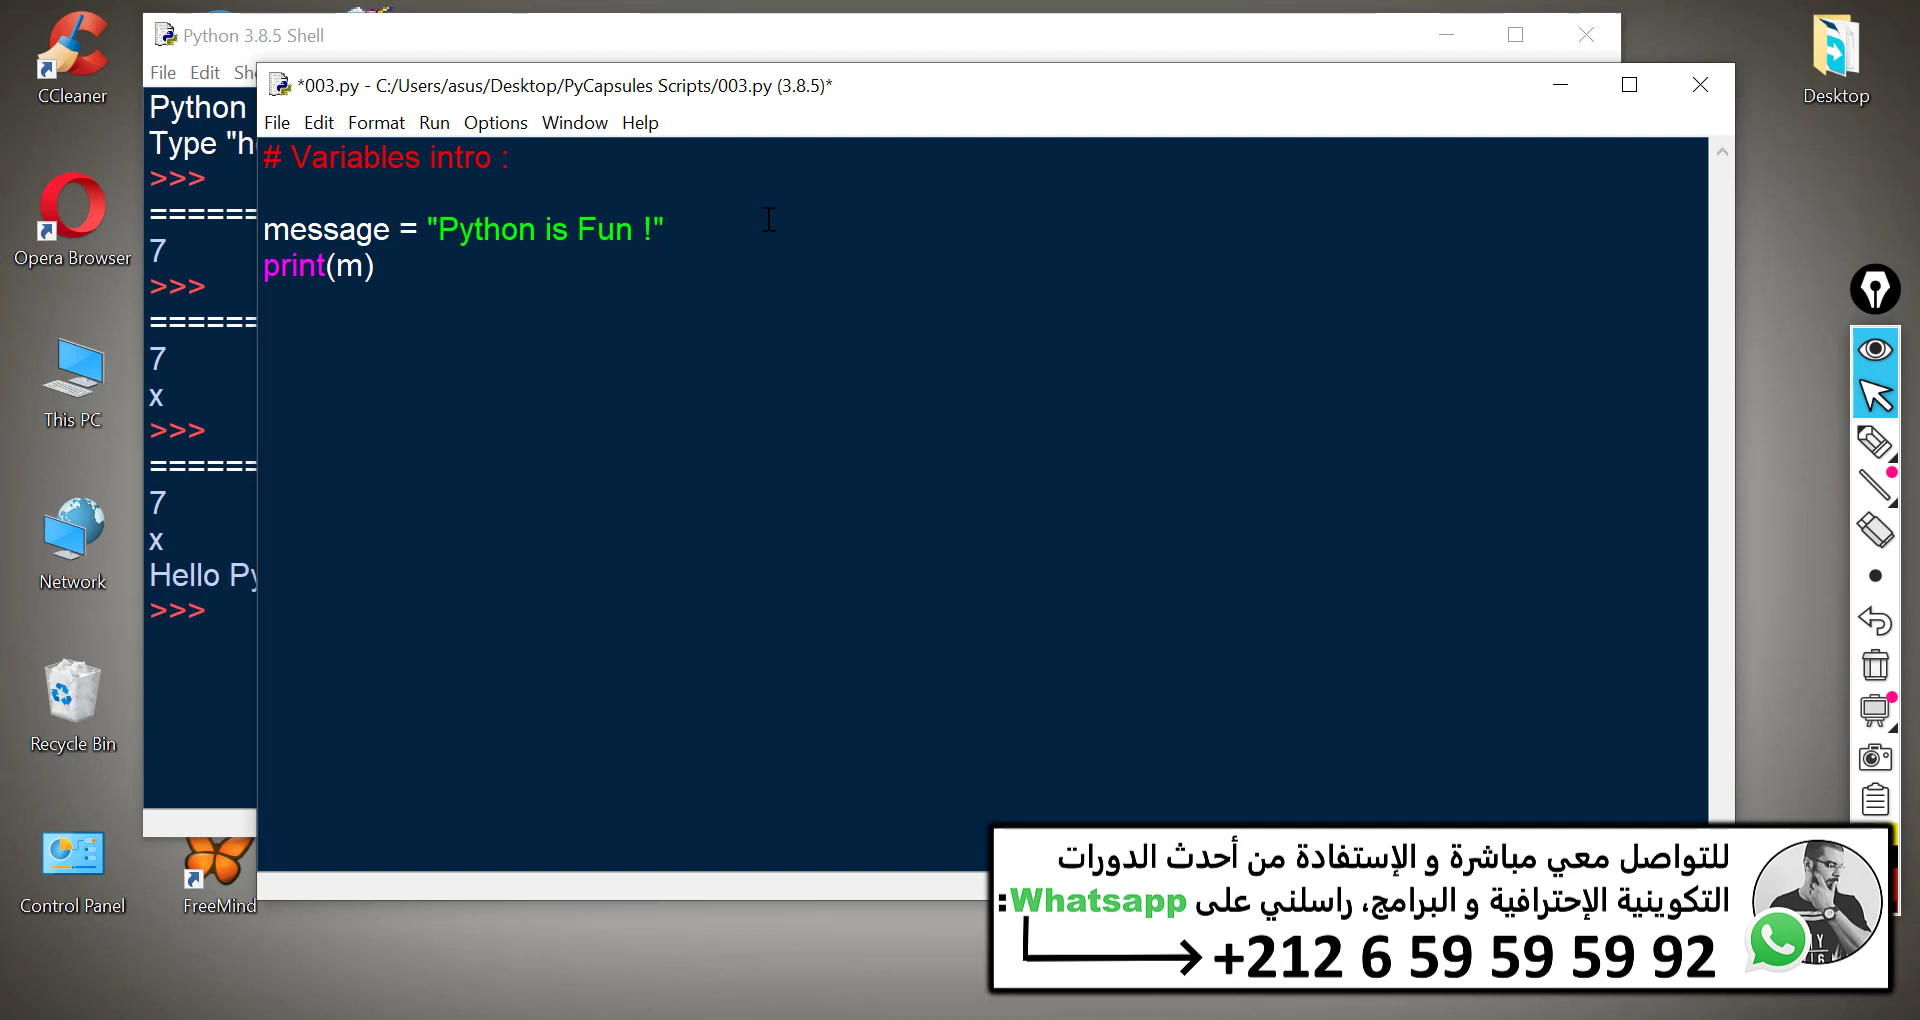 CCleaner
Opera Browser
This PC
Network
Recycle Bin
Control Panel
FreeMind
Desktop
Python 3.8.5 Shell
File Edit
Python
Type
>>>
7
>>>
7
x
>>>
7
x
Hello
>>>
*003.py - C:/Users/asus/Desktop/PyCapsules Scripts/003.py (3.8.5)*
File Edit Format Run Options Window Help
# Variables intro :
message = "Python is Fun !"
print(m)
للتواصل معي مباشرة و الإستفادة من أحدث الدورات
التكوينية الإحترافية و البرامج، راسلني على Whatsapp:
+212 6 59 59 59 92